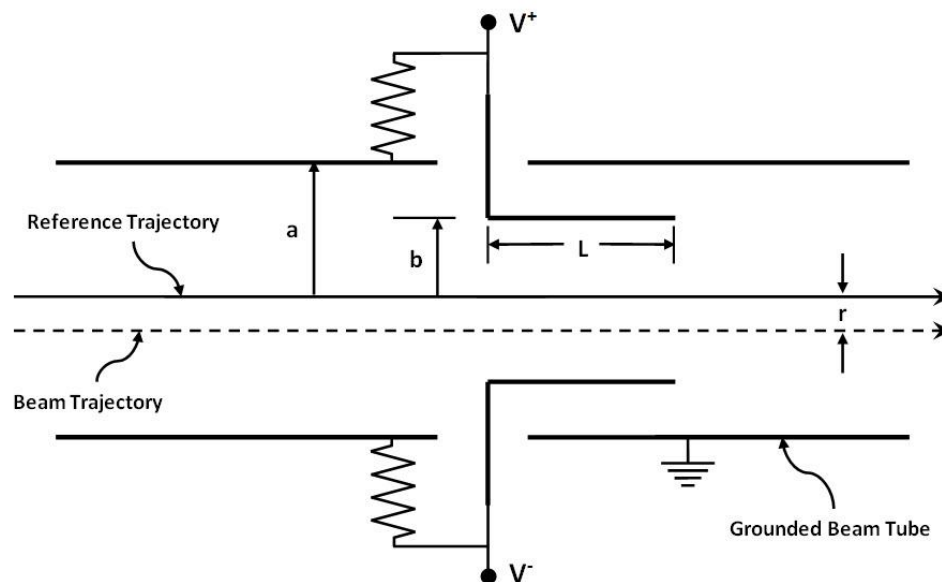 V+
Reference Trajectory
a
b
L
r
Beam Trajectory
Grounded Beam Tube
V-